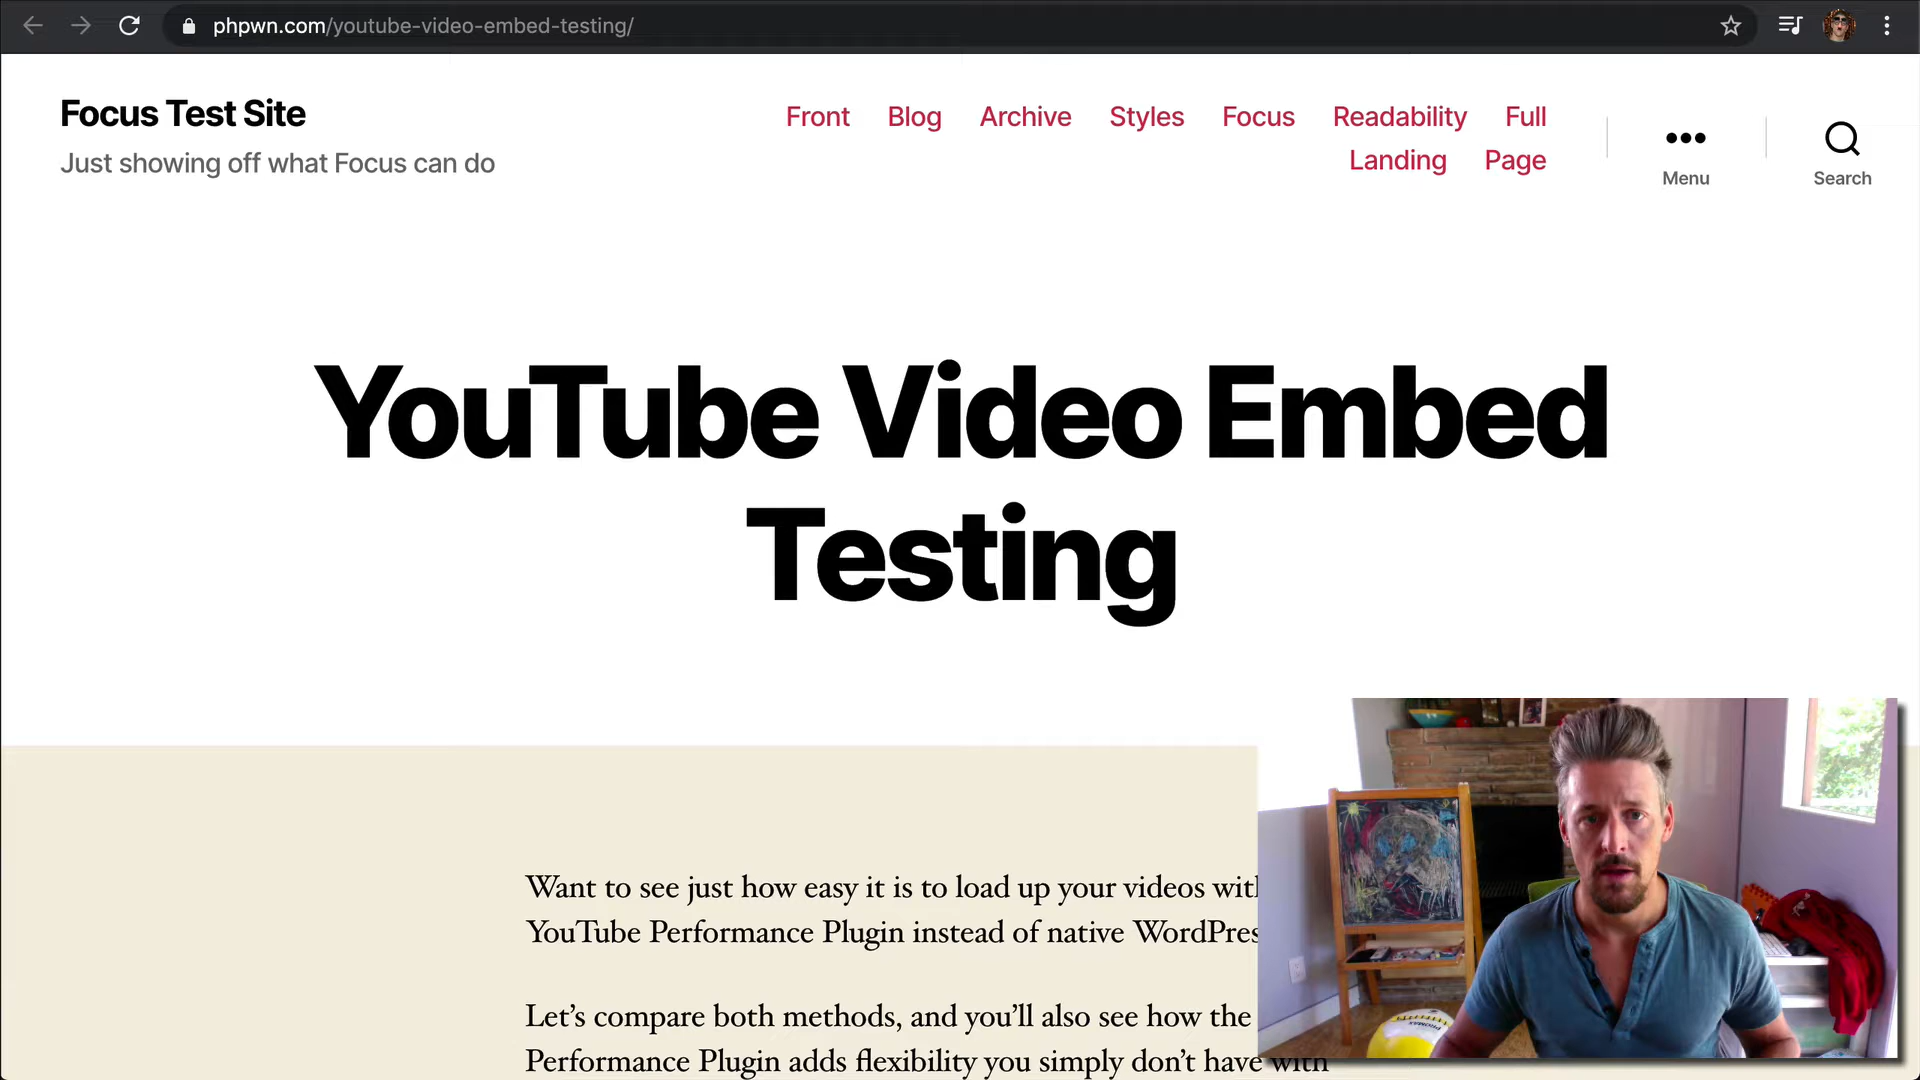 phpwn.com/youtube-video-embed-testing/
Focus Test Site
Just showing off what Focus can do
Front Blog Archive Styles Focus Readability Full
Landing Page
Menu
Search
YouTube Video Embed
Testing
Want to see just how easy it is to load up your videos
YouTube Performance Plugin instead of native
Let’s compare both methods, and you’ll also see how the
Performance Plugin adds flexibility you simply don’t have with
PROMAX